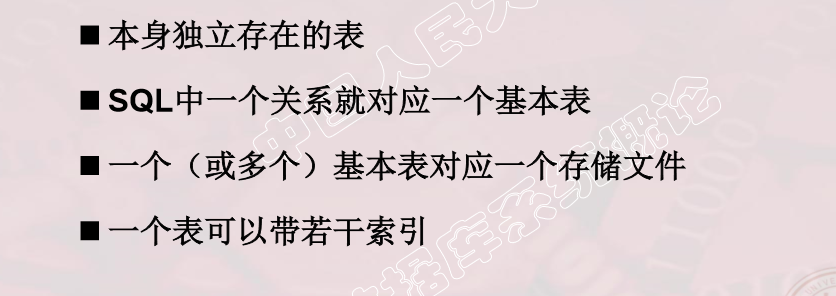 ■ 本身独立存在的表
■ SQL中一个关系就对应一个基本表
■ 一个（或多个）基本表对应一个存储文件
■ 一个表可以带若干索引